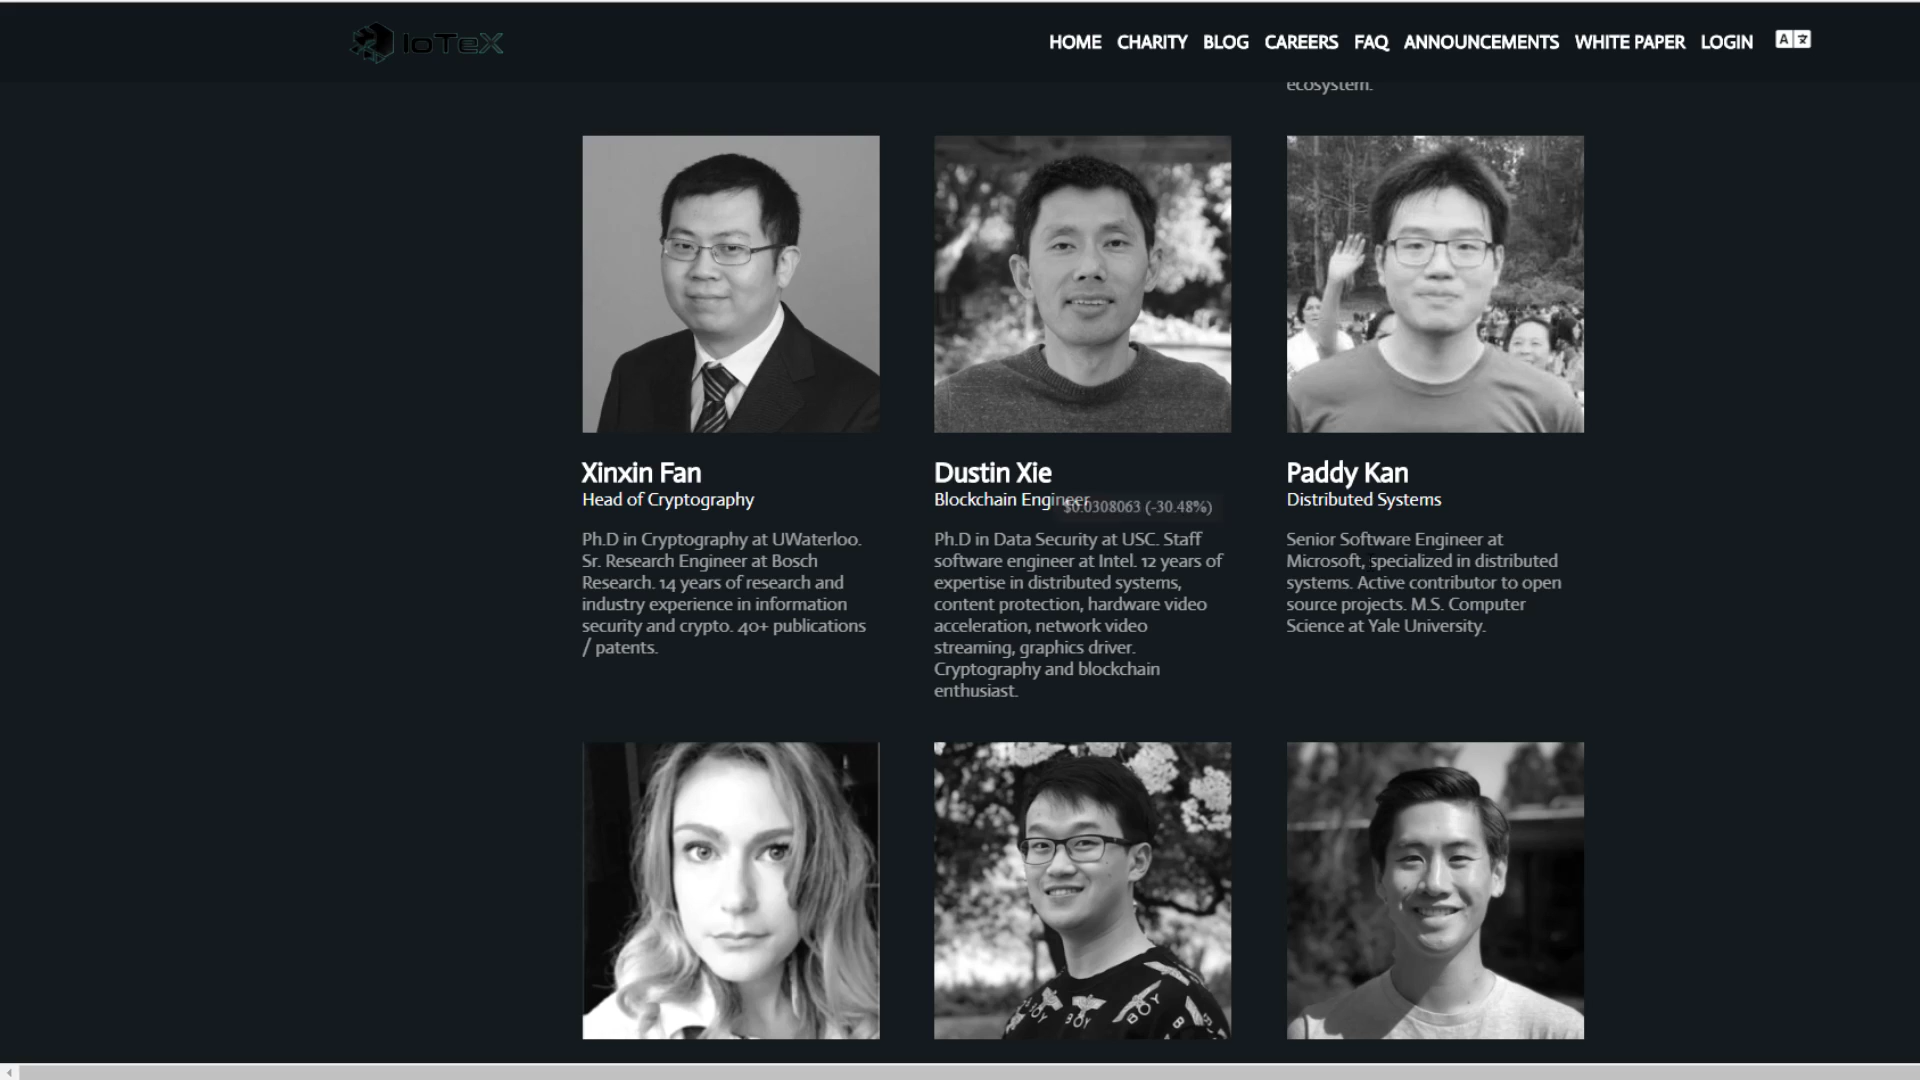 IoTeX
HOME CHARITY BLOG CAREERS FAQ ANNOUNCEMENTS WHITE PAPER LOGIN A
ecosystem.
Xinxin Fan
Head of Cryptography
Ph.D in Cryptography at UWaterloo.
Sr. Research Engineer at Bosch
Research. 14 years of research and
industry experience in information
security and crypto. 40+ publications
/ patents.
Dustin Xie
Blockchain Engineer
$0.0308063 (-30.48%)
Ph.D in Data Security at USC. Staff
software engineer at Intel. 12 years of
expertise in distributed systems,
content protection, hardware video
acceleration, network video
streaming, graphics driver.
Cryptography and blockchain
enthusiast.
Paddy Kan
Distributed Systems
Senior Software Engineer at
Microsoft, specialized in distributed
systems. Active contributor to open
source projects. M.S. Computer
Science at Yale University.
BOY
BOY